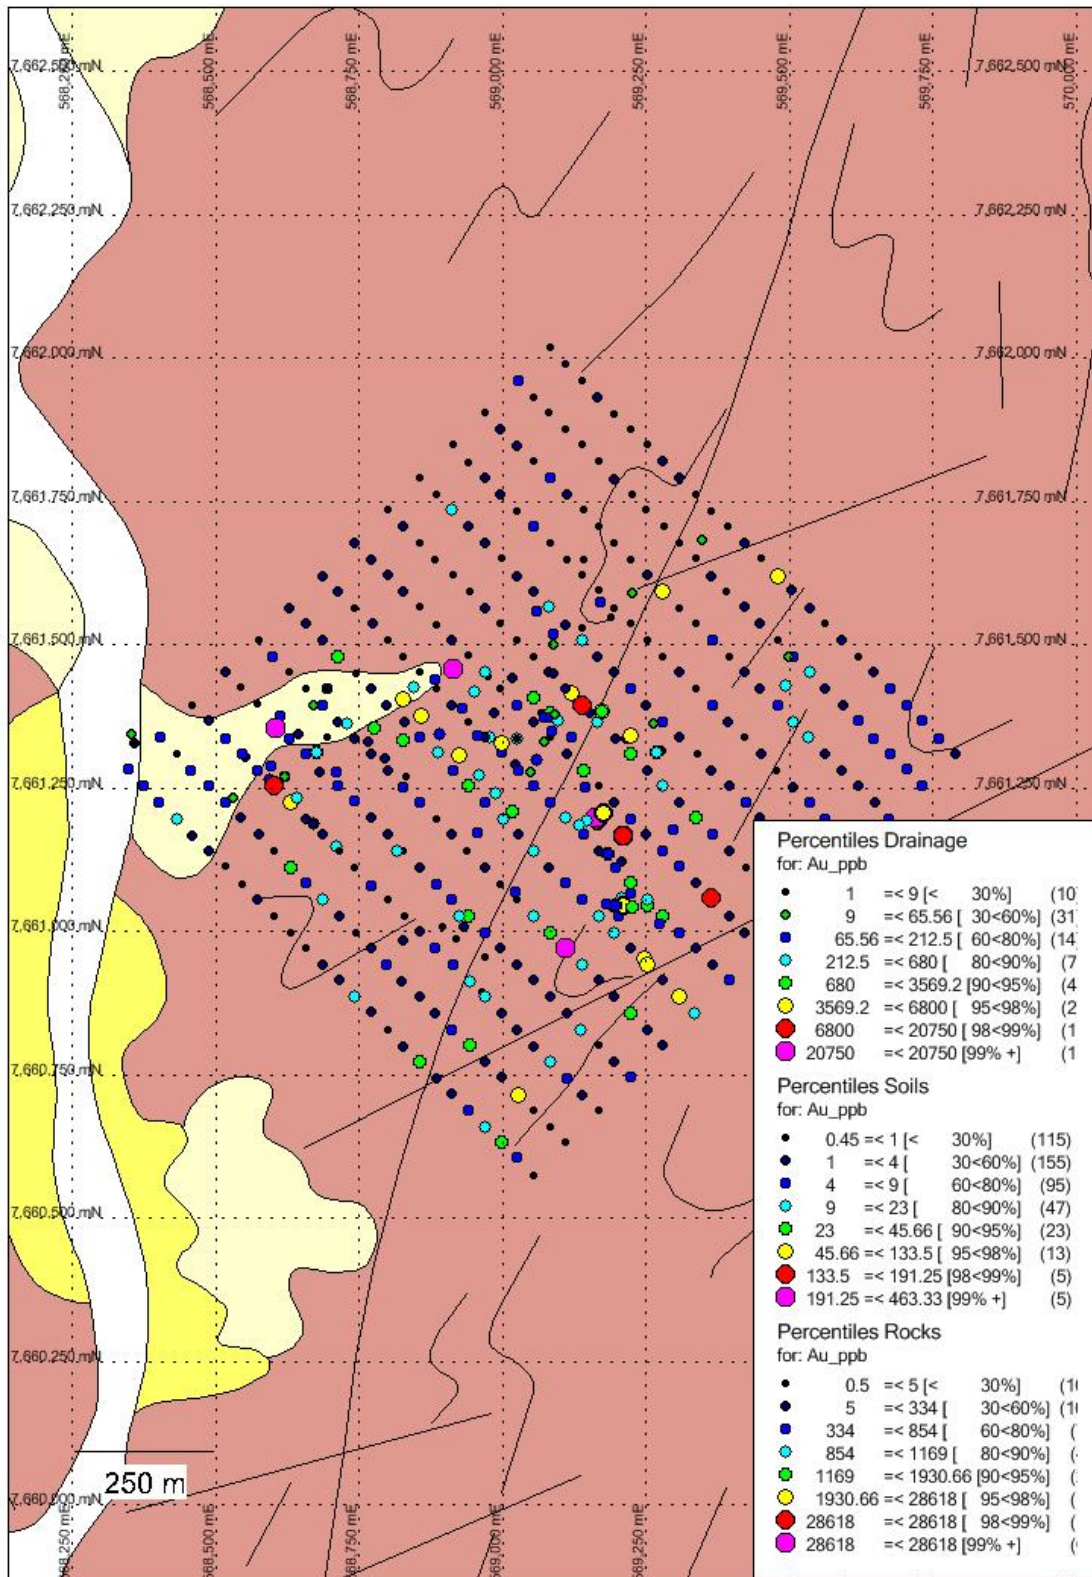 568,250 mE
568,500 mE
568,750 mE
569,000 mE
569,250 mE
569,500 mE
569,750 mE
570,000 mE
7,662,500 mN
7,662,500 mN
7,662,250 mN
7,662,250 mN
7,662,000 mN
7,662,000 mN
7,661,750 mN
7,661,750 mN
7,661,500 mN
7,661,500 mN
7,661,250 mN
7,661,250 mN
7,661,000 mN
7,660,750 mN
7,660,500 mN
7,660,250 mN
7,660,000 mN
250 m
568,250 mE
568,500 mE
568,750 mE
569,000 mE
569,250 mE
Percentiles Drainage
for: Au_ppb
1 =< 9 [< 30%] (10
9 =< 65.56 [ 30<60%] (31
65.56 =< 212.5 [ 60<80%] (14
212.5 =< 680 [ 80<90%] (7
680 =< 3569.2 [90<95%] (4
3569.2 =< 6800 [ 95<98%] (2
6800 =< 20750 [98<99%] (1
20750 =< 20750 [99% +] (1
Percentiles Soils
for: Au_ppb
0.45 =< 1 [< 30%] (115)
1 =< 4 [ 30<60%] (155)
4 =< 9 [ 60<80%] (95)
9 =< 23 [ 80<90%] (47)
23 =< 45.66 [ 90<95%] (23)
45.66 =< 133.5 [ 95<98%] (13)
133.5 =< 191.25 [98<99%] (5)
191.25 =< 463.33 [99% +] (5)
Percentiles Rocks
for: Au_ppb
0.5 =< 5 [< 30%]
5 =< 334 [ 30<60%]
334 =< 854 [ 60<80%]
854 =< 1169 [ 80<90%]
1169 =< 1930.66 [90<95%]
1930.66 =< 28618 [ 95<98%]
28618 =< 28618 [ 98<99%]
28618 =< 28618 [99% +]